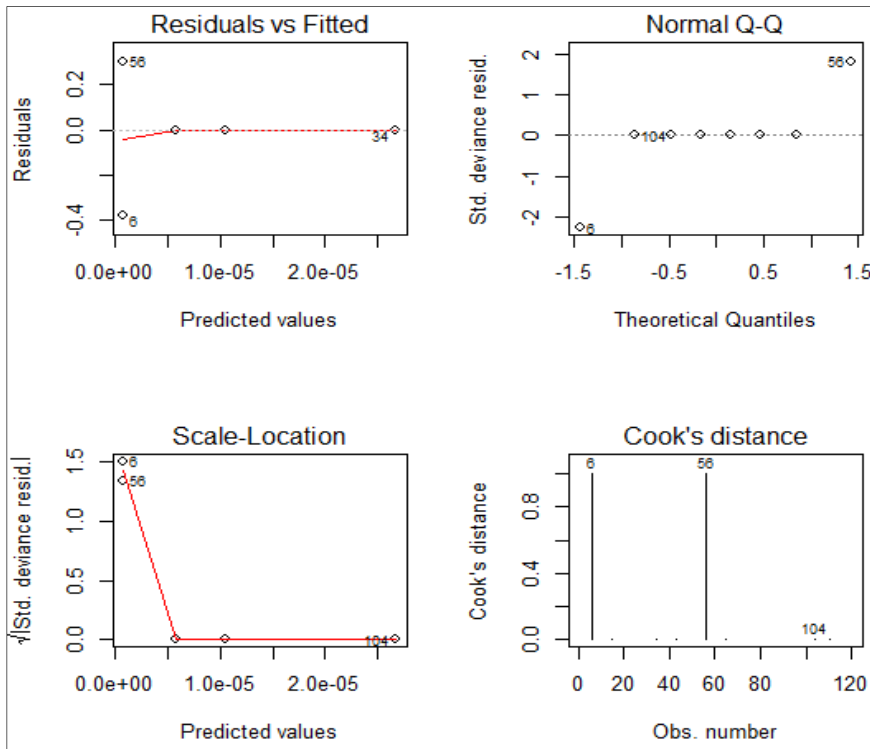 Residuals vs Fitted
Residuals
0.2
0.0
-0.4
56
6
34
0.0e+00 1.0e-05 2.0e-05
Predicted values
Normal Q-Q
Std. deviance resid.
2
1
0
-1
-2
56
104
6
-1.5 -0.5 0.5 1.5
Theoretical Quantiles
Scale-Location
√|Std. deviance resid.|
1.5
1.0
0.5
0.0
6
56
104
0.0e+00 1.0e-05 2.0e-05
Predicted values
Cook's distance
Cook's distance
0.8
0.4
0.0
6
56
104
0 20 40 60 80 120
Obs. number